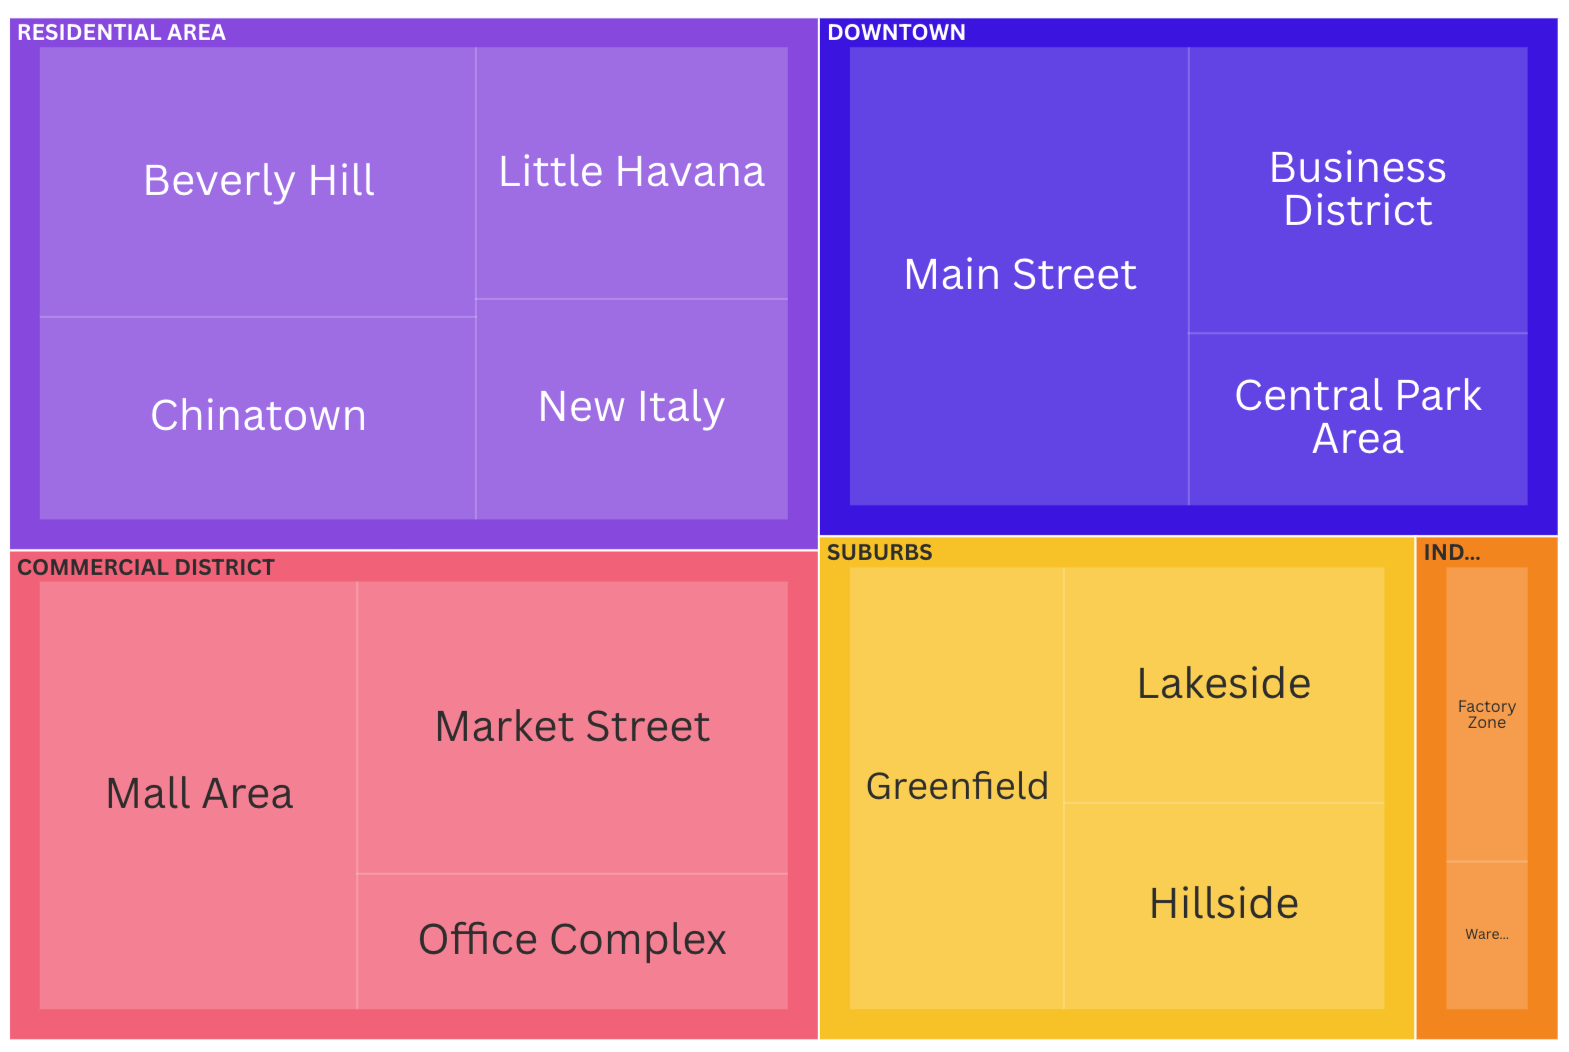 RESIDENTIAL AREA
Beverly Hill
Little Havana
Chinatown
New Italy
DOWNTOWN
Main Street
Business
District
Central Park
Area
COMMERCIAL DISTRICT
Mall Area
Market Street
Office Complex
SUBURBS
Greenfield
Lakeside
Hillside
IND...
Factory
Zone
Ware...